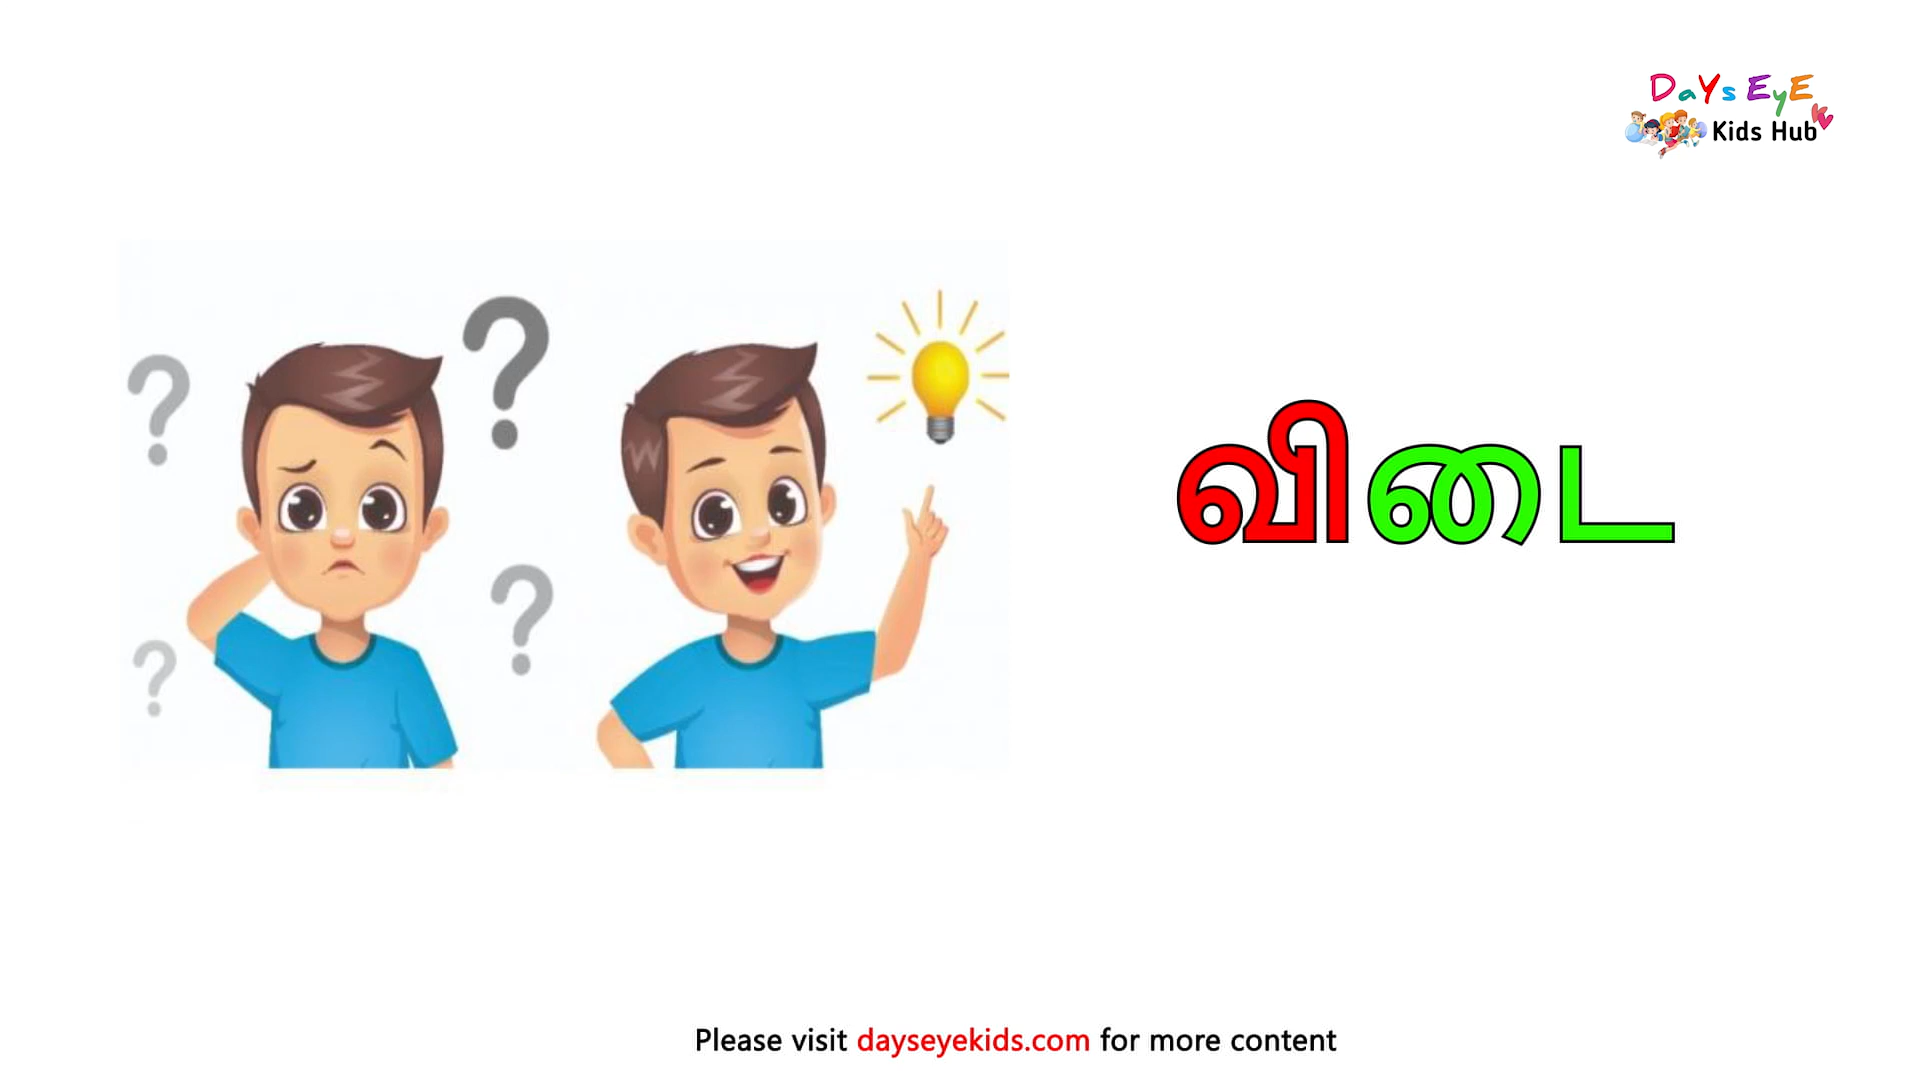 DaYs EyE
Kids Hub
விடை
Please visit dayseyekids.com for more content